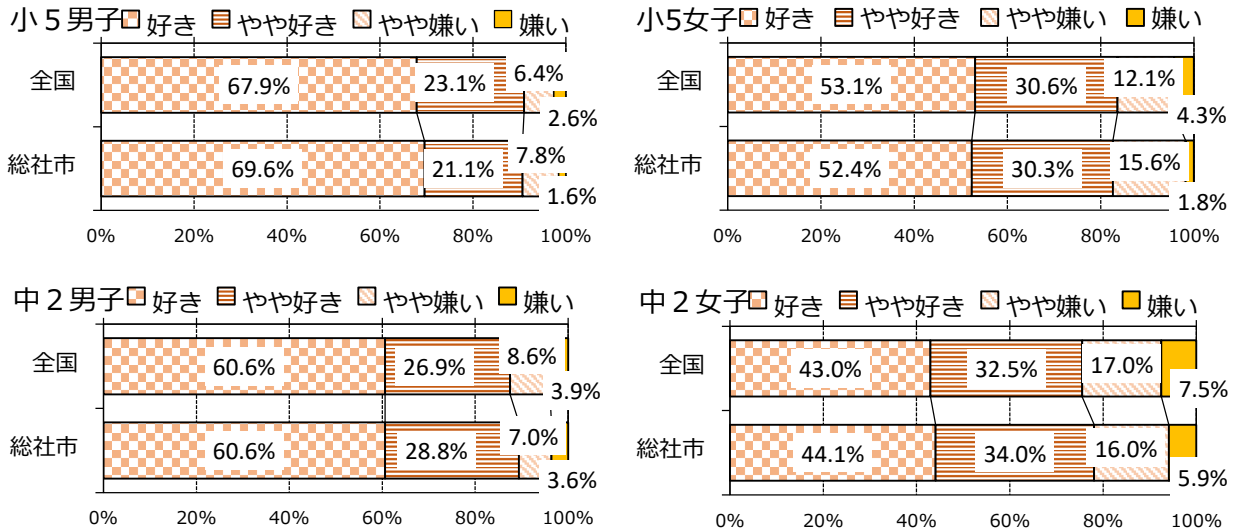 小５男子 好き やや好き やや嫌い 嫌い
全国 67.9% 23.1% 6.4% 2.6%
総社市 69.6% 21.1% 7.8% 1.6%
0% 20% 40% 60% 80% 100%
小5女子 好き やや好き やや嫌い 嫌い
53.1% 30.6% 12.1% 4.3%
全国
52.4% 30.3% 15.6% 1.8%
総社市
0% 20% 40% 60% 80% 100%
中２男子 好き やや好き やや嫌い 嫌い
全国 60.6% 26.9% 8.6% 3.9%
総社市 60.6% 28.8% 7.0% 3.6%
0% 20% 40% 60% 80% 100%
中２女子 好き やや好き やや嫌い 嫌い
全国 43.0% 32.5% 17.0% 7.5%
総社市 44.1% 34.0% 16.0% 5.9%
0% 20% 40% 60% 80% 100%